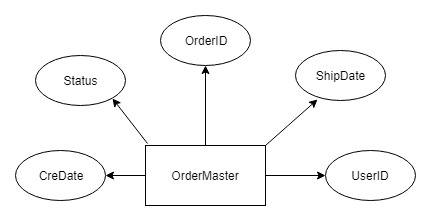 OrderID
Status
ShipDate
CreDate
OrderMaster
UserID